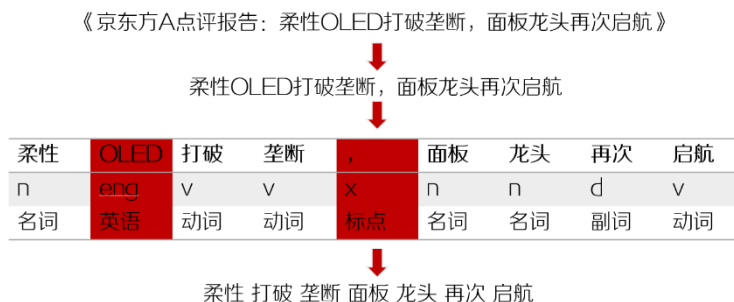 《京东方A点评报告：柔性OLED打破垄断，面板龙头再次启航》
柔性OLED打破垄断，面板龙头再次启航
柔性 OLED 打破 垄断 ， 面板 龙头 再次 启航
n eng v v x n n d v
名词 英语 动词 动词 标点 名词 名词 副词 动词
柔性 打破 垄断 面板 龙头 再次 启航